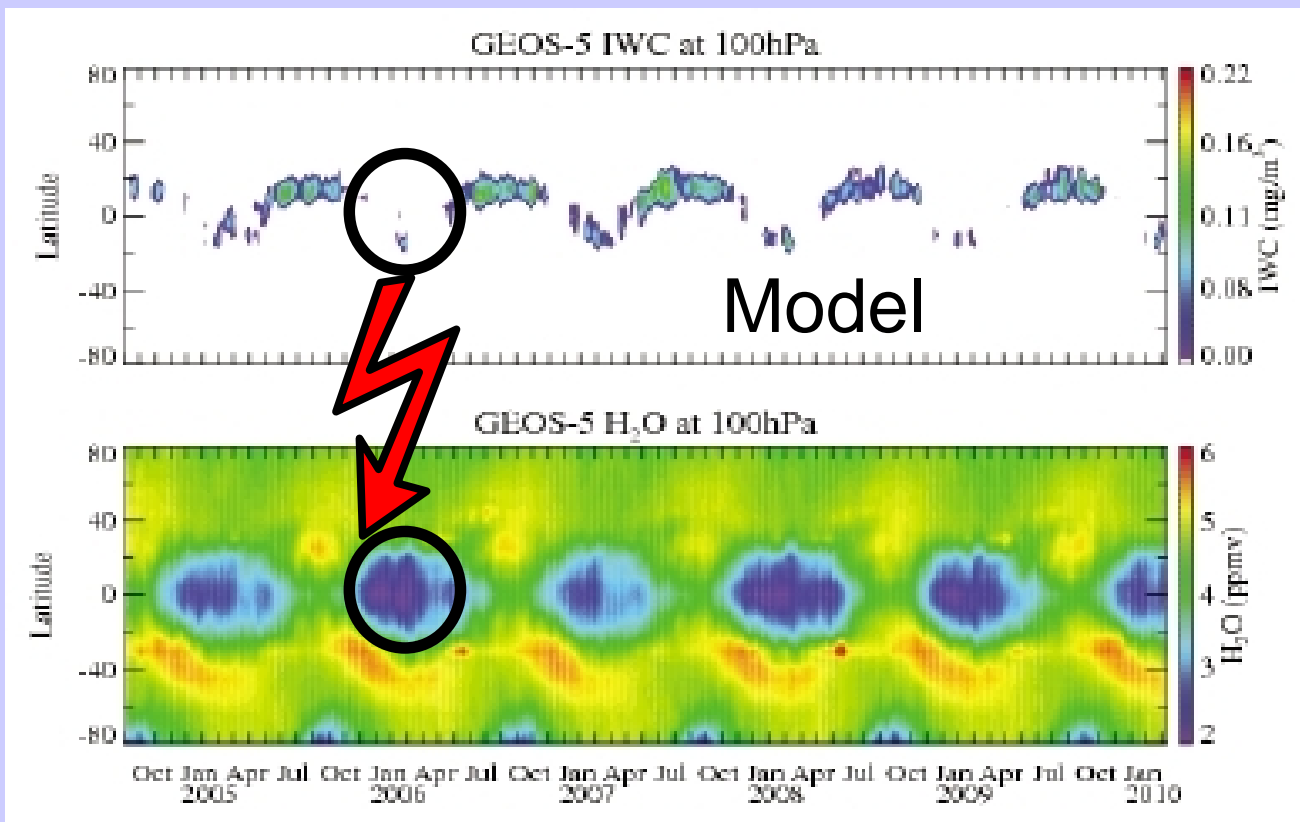 GEOS-5 IWC at 100hPa
80
40
0
-40
-80
Latitude
0.22
0.16
0.11
0.08
0.00
IWC (mg/m³)
Model
GEOS-5 H₂O at 100hPa
80
40
0
-40
-80
Latitude
6
5
4
3
2
H₂O (ppmv)
Oct Jan Apr Jul Oct Jan Apr Jul Oct Jan Apr Jul Oct Jan Apr Jul Oct Jan Apr Jul Oct Jan
2005 2006 2007 2008 2009 2010